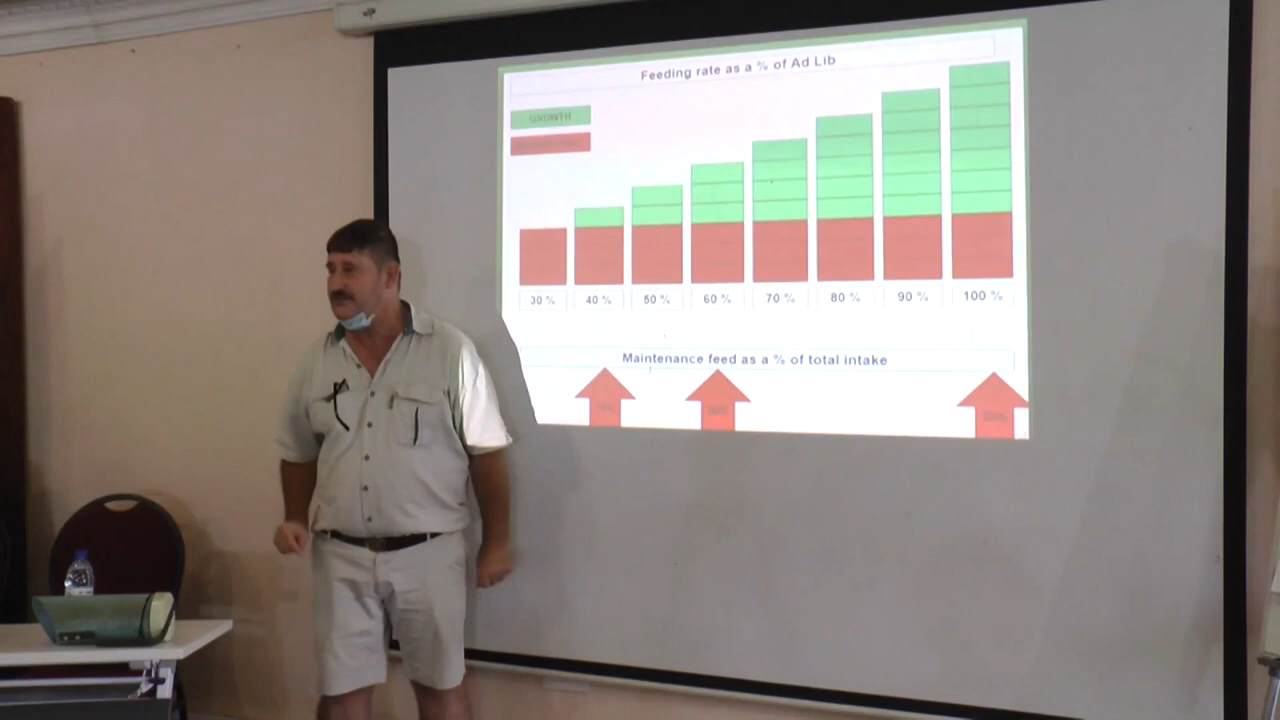 Feeding rate as a % of Ad Lib
GROWTH
30 % 40 % 50 % 60 % 70 % 80 % 90 % 100 %
Maintenance feed as a % of total intake